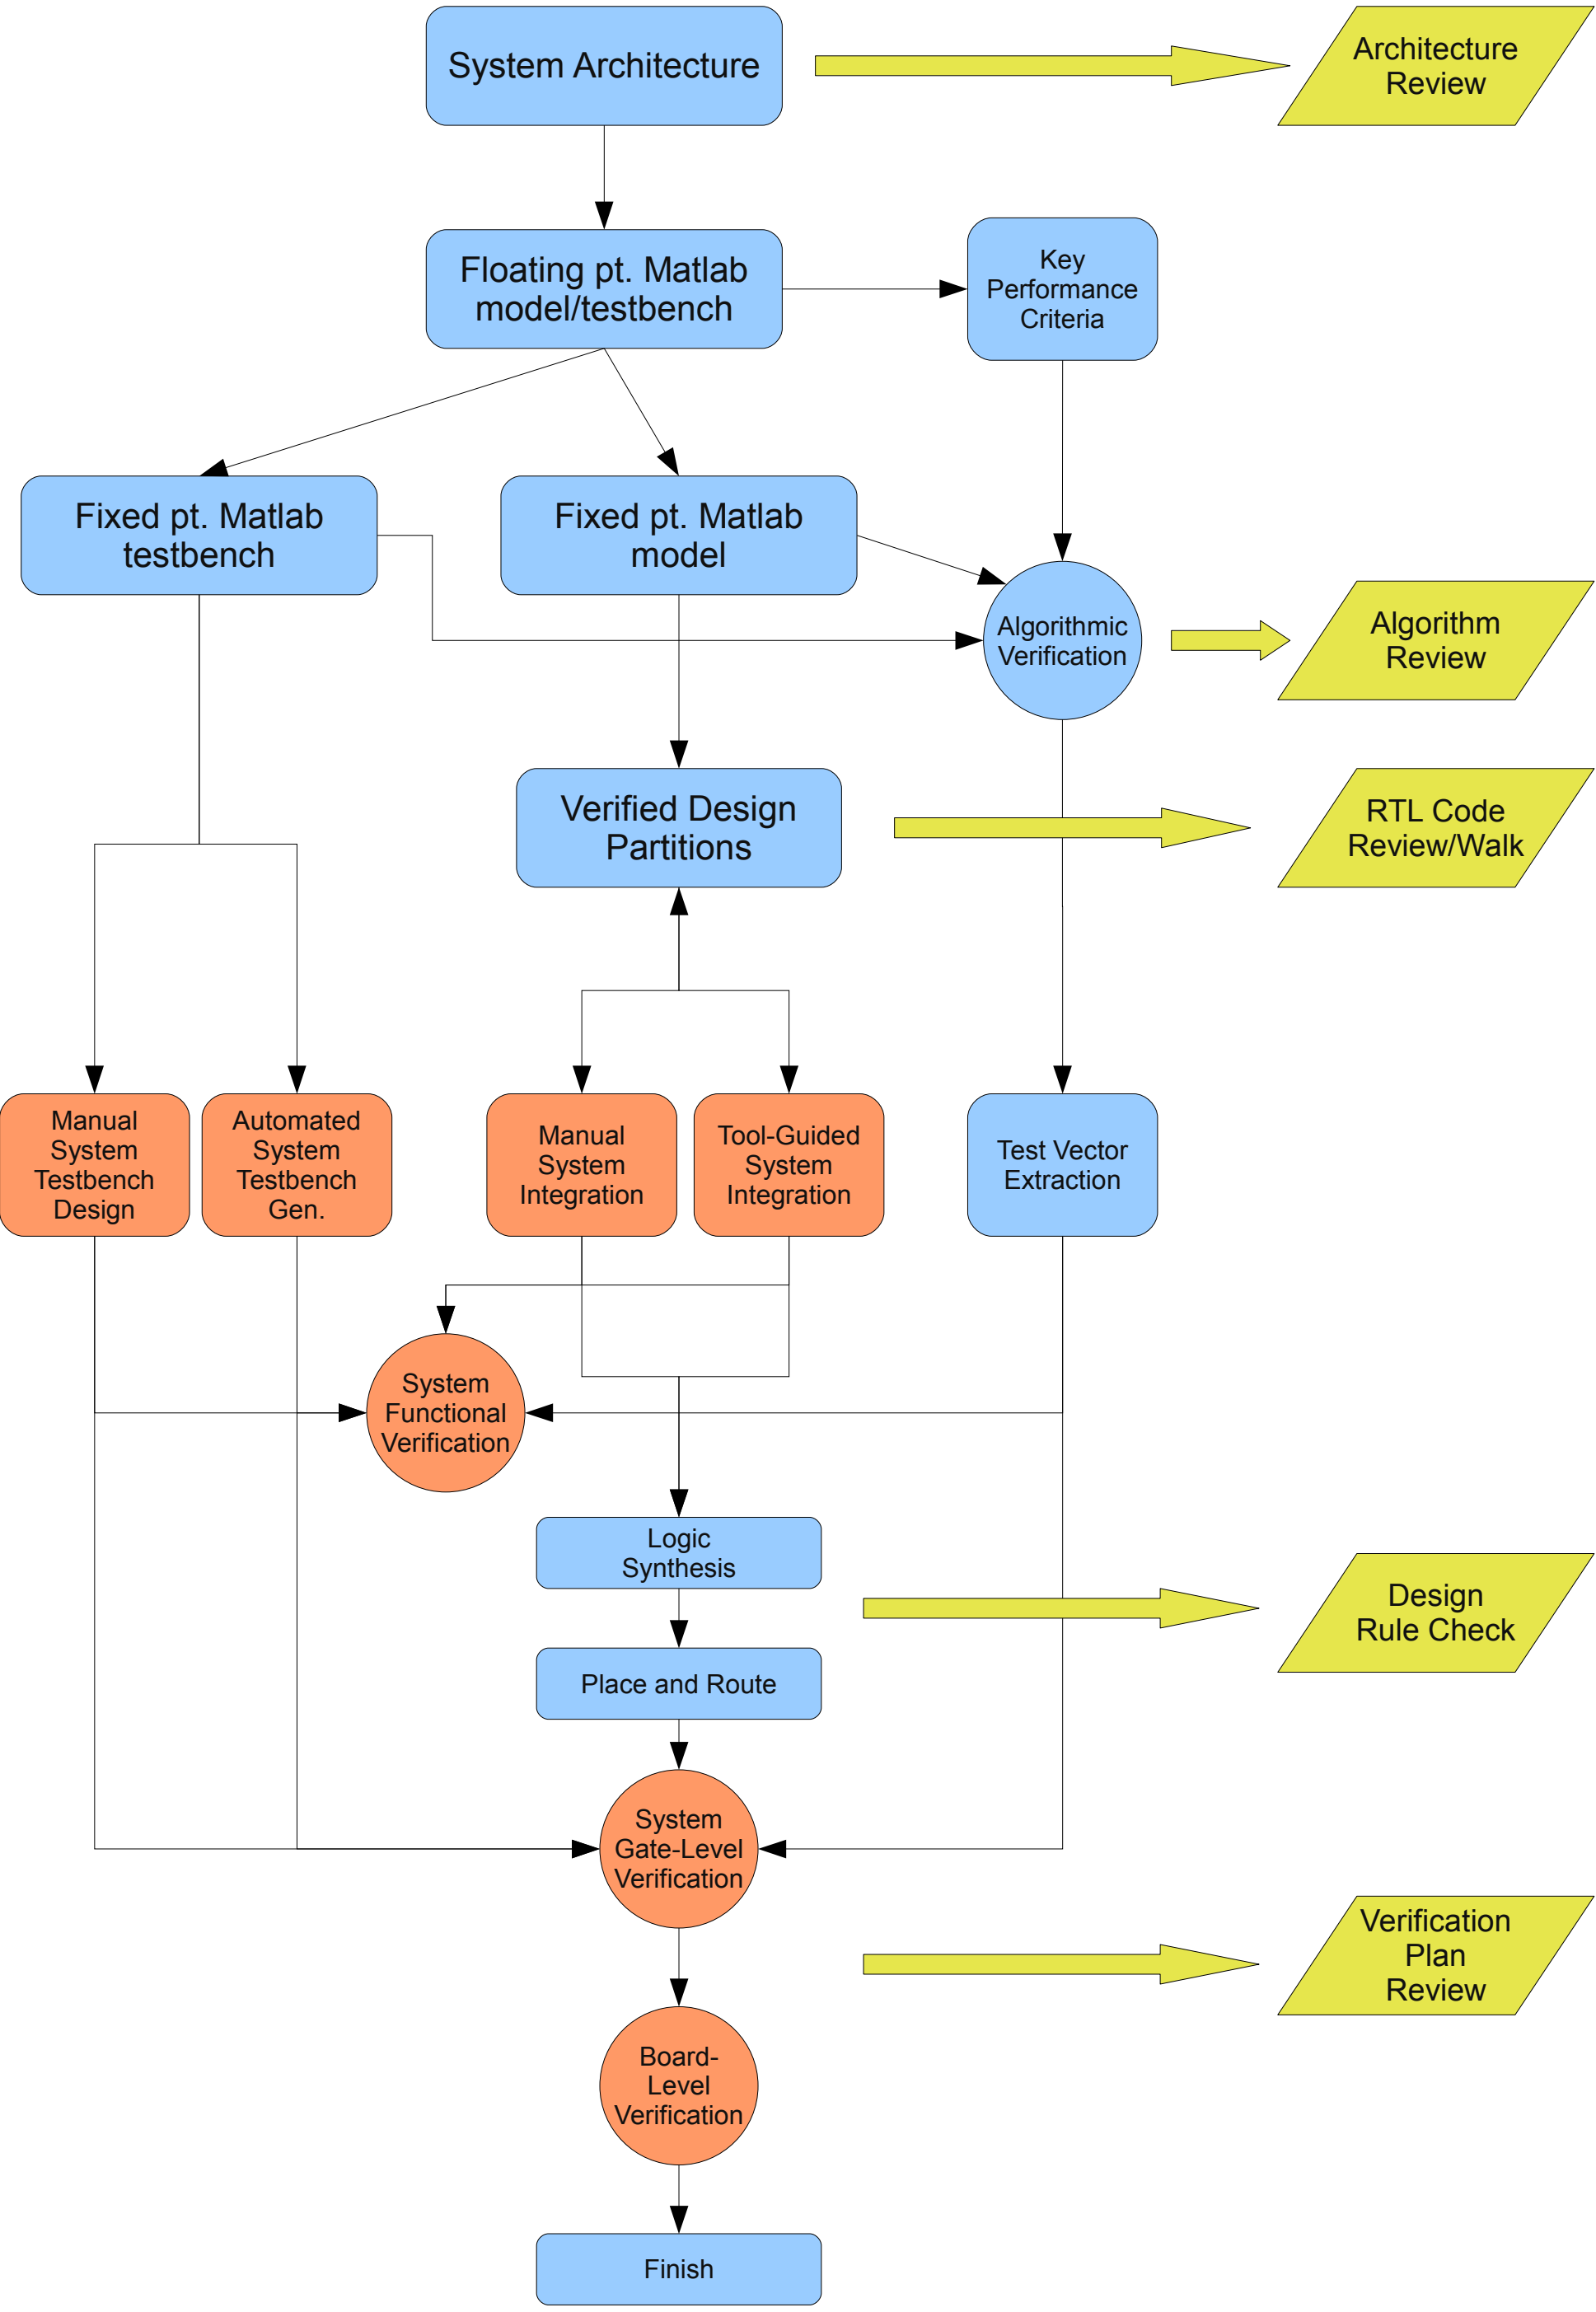 System Architecture
Architecture
Review
Floating pt. Matlab
model/testbench
Key
Performance
Criteria
Fixed pt. Matlab
testbench
Fixed pt. Matlab
model
Algorithmic
Verification
Algorithm
Review
Verified Design
Partitions
RTL Code
Review/Walk
Manual
System
Testbench
Design
Automated
System
Testbench
Gen.
Manual
System
Integration
Tool-Guided
System
Integration
Test Vector
Extraction
System
Functional
Verification
Logic
Synthesis
Design
Rule Check
Place and Route
System
Gate-Level
Verification
Verification
Plan
Review
Board-
Level
Verification
Finish